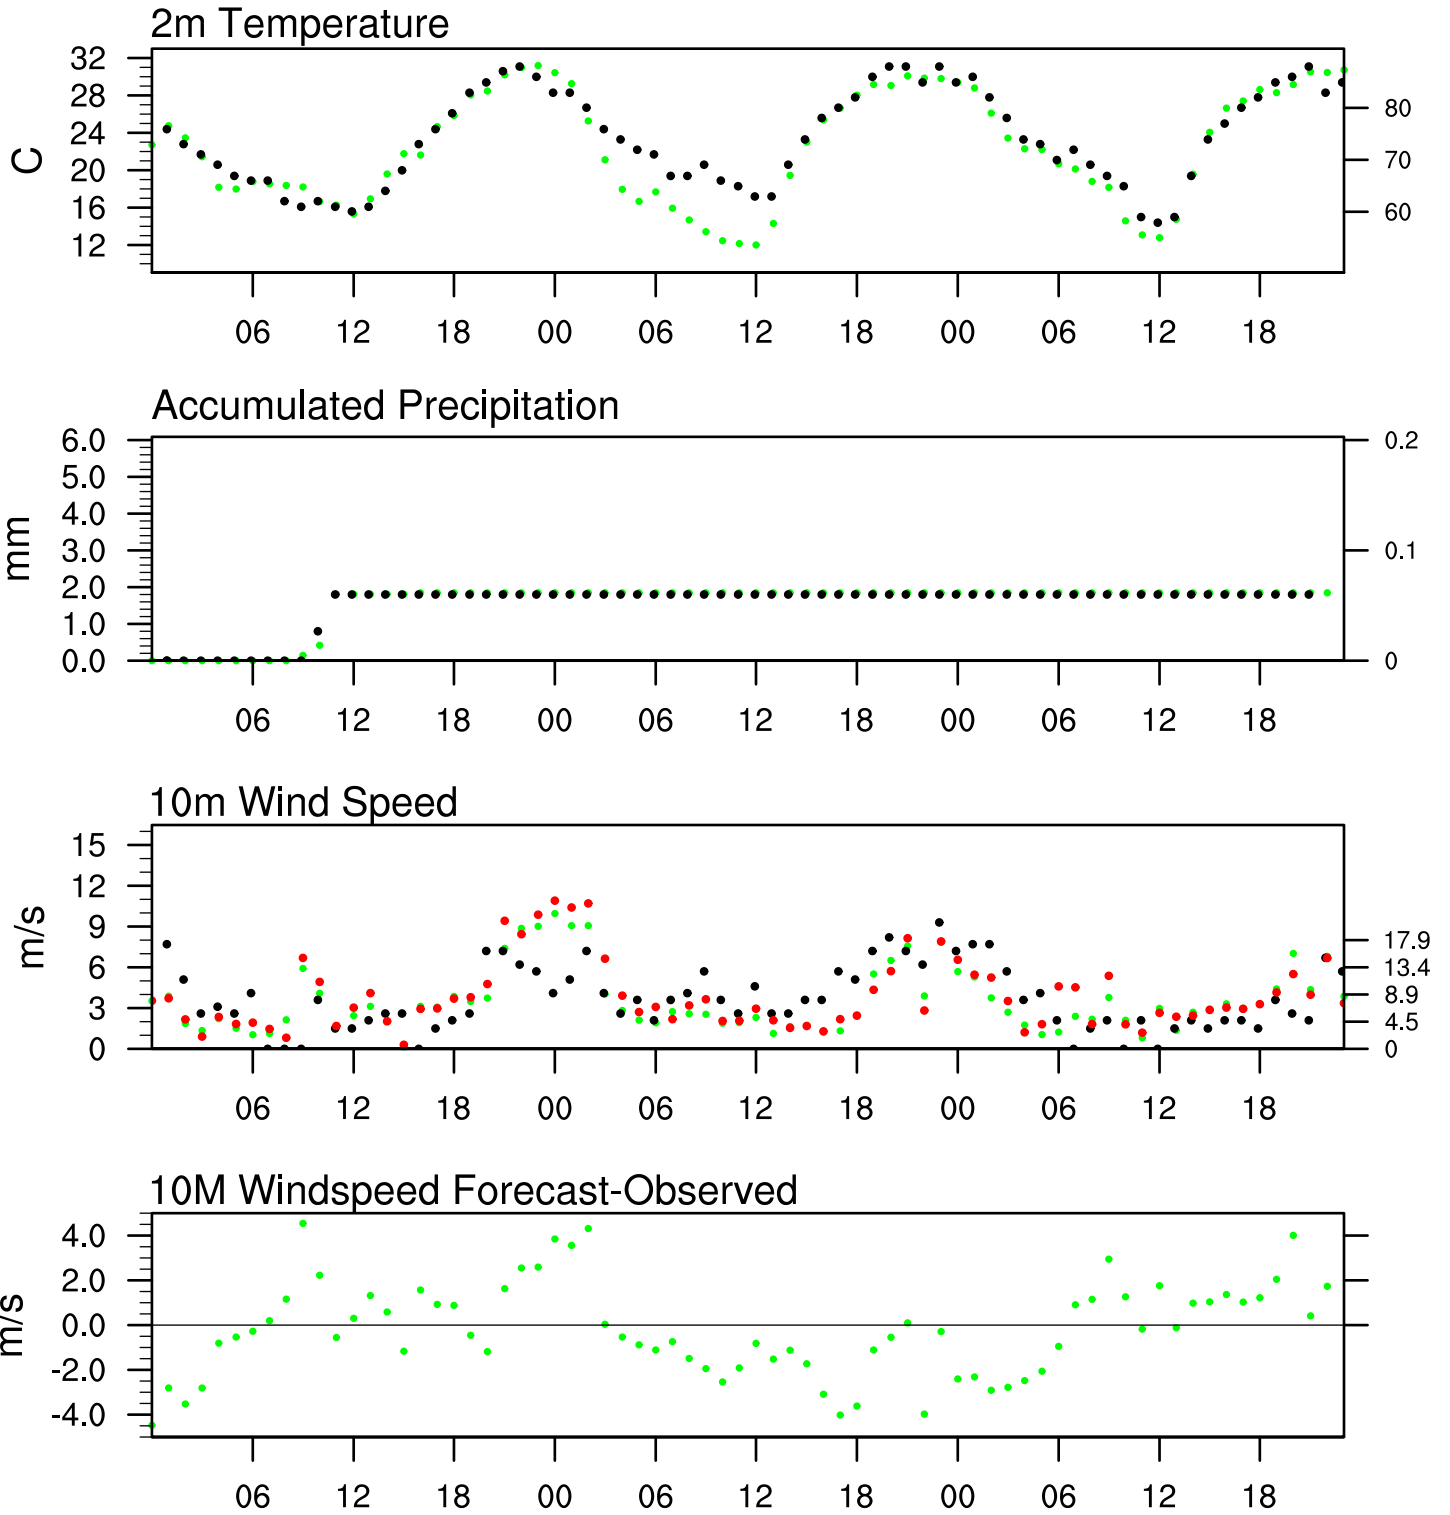 2m Temperature
32
28
24
20
16
12
C
80
70
60
06 12 18 00 06 12 18 00 06 12 18
Accumulated Precipitation
6.0
5.0
4.0
3.0
2.0
1.0
0.0
mm
0.2
0.1
0
06 12 18 00 06 12 18 00 06 12 18
10m Wind Speed
15
12
9
6
3
0
m/s
17.9
13.4
8.9
4.5
0
06 12 18 00 06 12 18 00 06 12 18
10M Windspeed Forecast-Observed
4.0
2.0
0.0
-2.0
-4.0
m/s
06 12 18 00 06 12 18 00 06 12 18